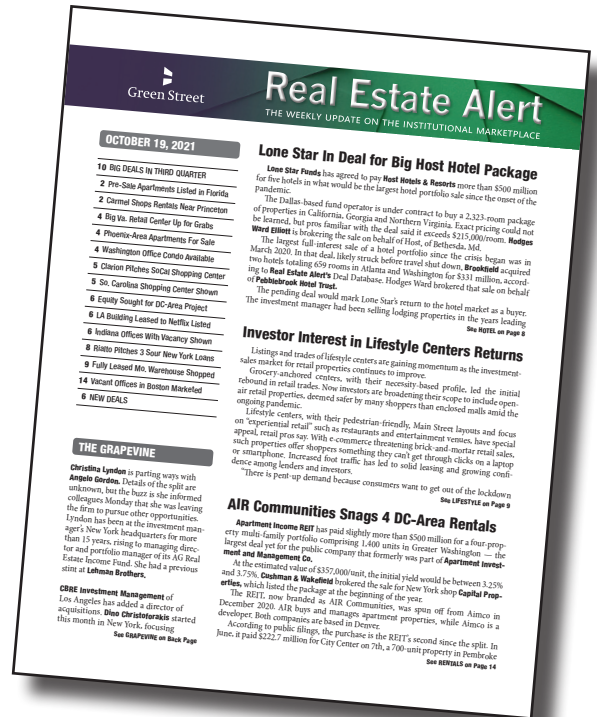 Green Street
Real Estate Alert
THE WEEKLY UPDATE ON THE INSTITUTIONAL MARKETPLACE
OCTOBER 19, 2021
10 BIG DEALS IN THIRD QUARTER
2 Pre-Sale Apartments Listed in Florida
2 Carmel Shops Rentals Near Princeton
4 Big Va. Retail Center Up for Grabs
4 Phoenix-Area Apartments For Sale
4 Washington Office Condo Available
5 Clarion Pitches SoCal Shopping Center
5 So. Carolina Shopping Center Shown
6 Equity Sought for DC-Area Project
6 LA Building Leased to Netflix Listed
6 Indiana Offices With Vacancy Shown
8 Rialto Pitches 3 Sour New York Loans
9 Fully Leased Mo. Warehouse Shopped
14 Vacant Offices in Boston Marketed
6 NEW DEALS
THE GRAPEVINE
Christina Lyndon is parting ways with
Angelo Gordon. Details of the split are
unknown, but the buzz is she informed
colleagues Monday that she was leaving
the firm to pursue other opportunities.
Lyndon has been at the investment man-
ager's New York headquarters for more
than 15 years, rising to managing direc-
tor and portfolio manager of its AG Real
Estate Income Fund. She had a previous
stint at Lehman Brothers.
CBRE Investment Management of
Los Angeles has added a director of
acquisitions. Dino Christoforakis started
this month in New York, focusing
See GRAPEVINE on Back Page
Lone Star In Deal for Big Host Hotel Package
Lone Star Funds has agreed to pay Host Hotels & Resorts more than $500 million
for five hotels in what would be the largest hotel portfolio sale since the onset of the
pandemic.
The Dallas-based fund operator is under contract to buy a 2,323-room package
of properties in California, Georgia and Northern Virginia. Exact pricing could not
be learned, but pros familiar with the deal said it exceeds $215,000/room. Hodges
Ward Elliott is brokering the sale on behalf of Host, of Bethesda, Md.
The largest full-interest sale of a hotel portfolio since the crisis began was in
March 2020. In that deal, likely struck before travel shut down, Brookfield acquired
two hotels totaling 659 rooms in Atlanta and Washington for $331 million, accord-
ing to Real Estate Alert's Deal Database. Hodges Ward brokered that sale on behalf
of Pebblebrook Hotel Trust.
The pending deal would mark Lone Star's return to the hotel market as a buyer.
The investment manager had been selling lodging properties in the years leading
See HOTEL on Page 8
Investor Interest in Lifestyle Centers Returns
Listings and trades of lifestyle centers are gaining momentum as the investment-
sales market for retail properties continues to improve.
Grocery-anchored centers, with their necessity-based profile, led the initial
rebound in retail trades. Now investors are broadening their scope to include open-
air retail properties, deemed safer by many shoppers than enclosed malls amid the
ongoing pandemic.
Lifestyle centers, with their pedestrian-friendly, Main Street layouts and focus
on "experiential retail" such as restaurants and entertainment venues, have special
appeal, retail pros say. With e-commerce threatening brick-and-mortar retail sales,
such properties offer shoppers something they can't get through clicks on a laptop
or smartphone. Increased foot traffic has led to solid leasing and growing confi-
dence among lenders and investors.
"There is pent-up demand because consumers want to get out of the lockdown
See LIFESTYLE on Page 9
AIR Communities Snags 4 DC-Area Rentals
Apartment Income REIT has paid slightly more than $500 million for a four-prop-
erty multi-family portfolio comprising 1,400 units in Greater Washington — the
largest deal yet for the public company that formerly was part of Apartment Invest-
ment and Management Co.
At the estimated value of $357,000/unit, the initial yield would be between 3.25%
and 3.75%. Cushman & Wakefield brokered the sale for New York shop Capital Prop-
erties, which listed the package at the beginning of the year.
The REIT, now branded as AIR Communities, was spun off from Aimco in
December 2020. AIR buys and manages apartment properties, while Aimco is a
developer. Both companies are based in Denver.
According to public filings, the purchase is the REIT's second since the split. In
June, it paid $222.7 million for City Center on 7th, a 700-unit property in Pembroke
See RENTALS on Page 14